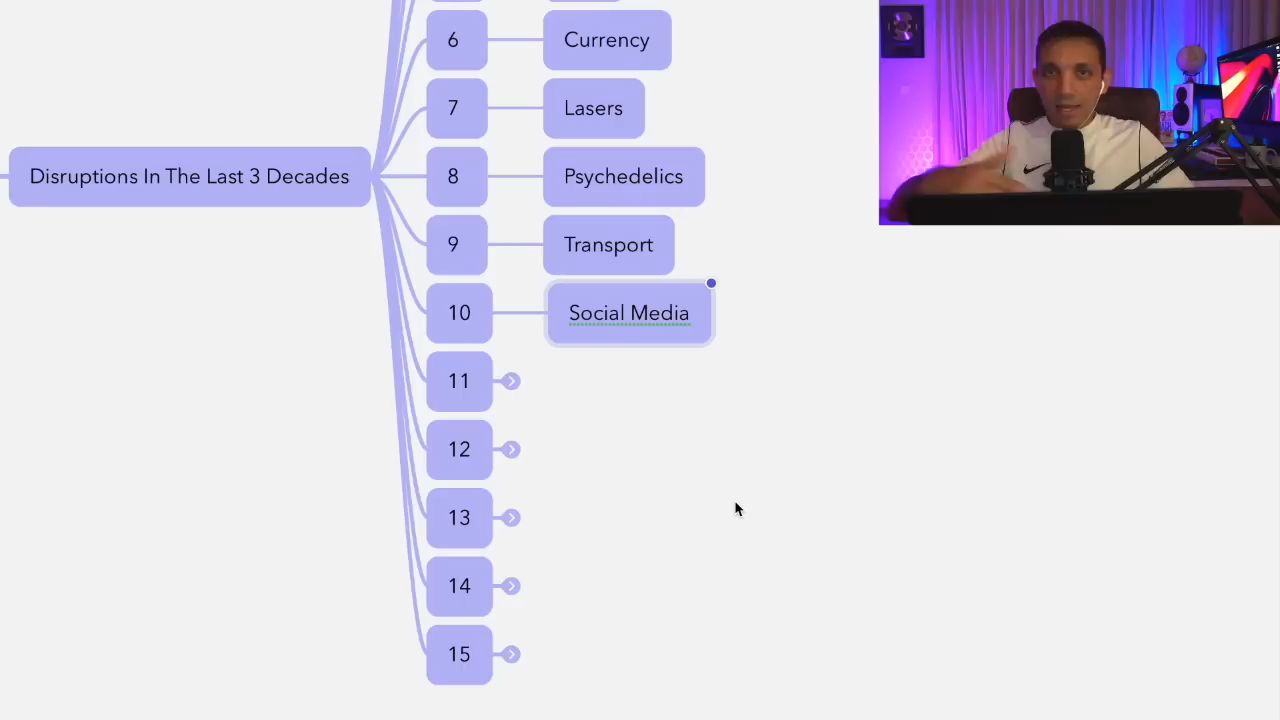 6
Currency
7
Lasers
Disruptions In The Last 3 Decades
8
Psychedelics
9
Transport
10
Social Media
11
12
13
14
15